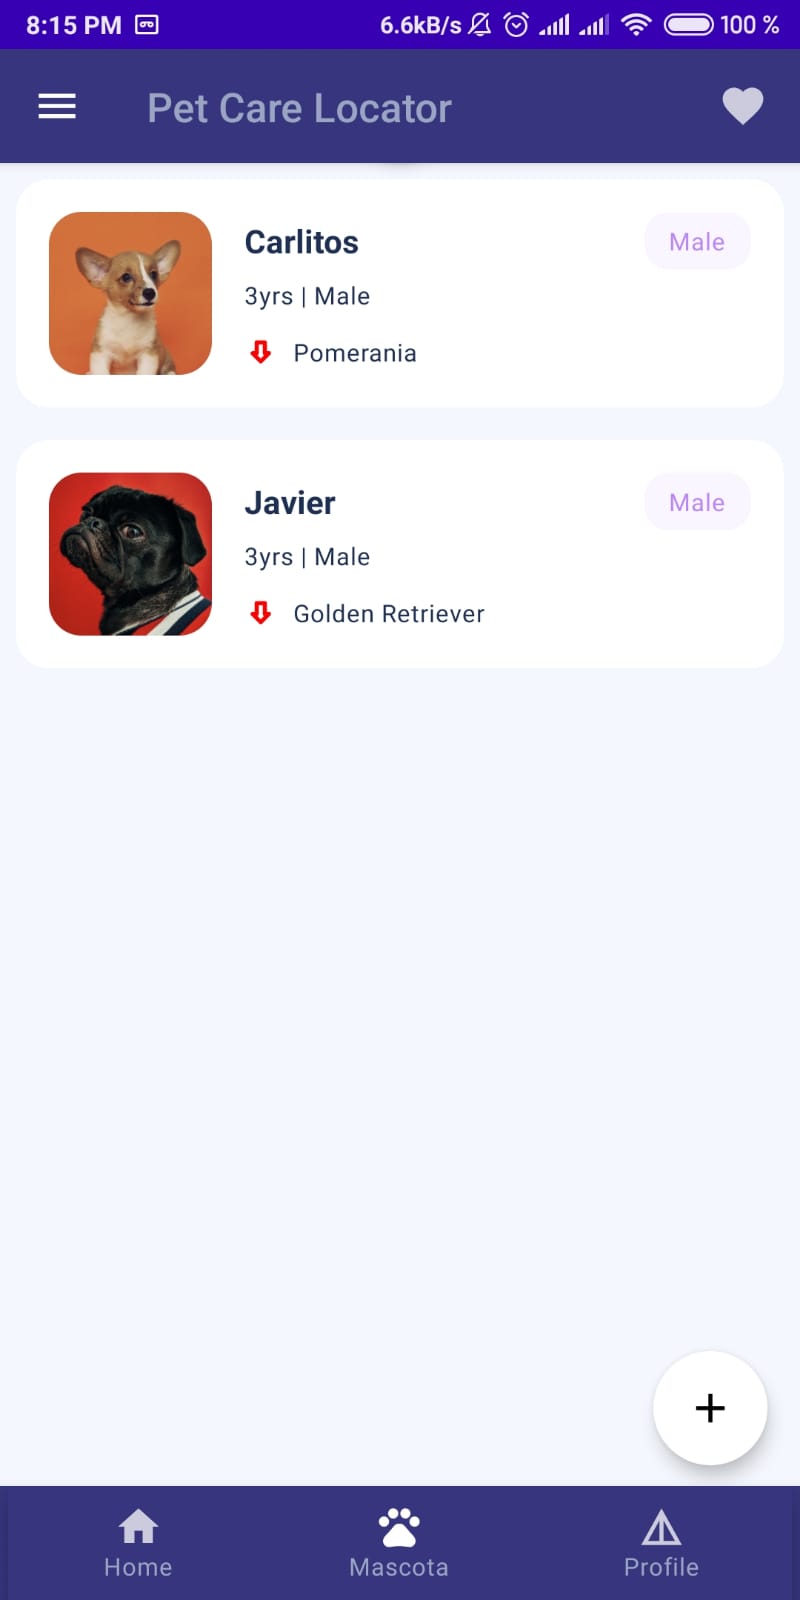 8:15 PM 6.6kB/s 100 %
Pet Care Locator
Carlitos Male
3yrs | Male
Pomerania
Javier Male
3yrs | Male
Golden Retriever
+
Home Mascota Profile